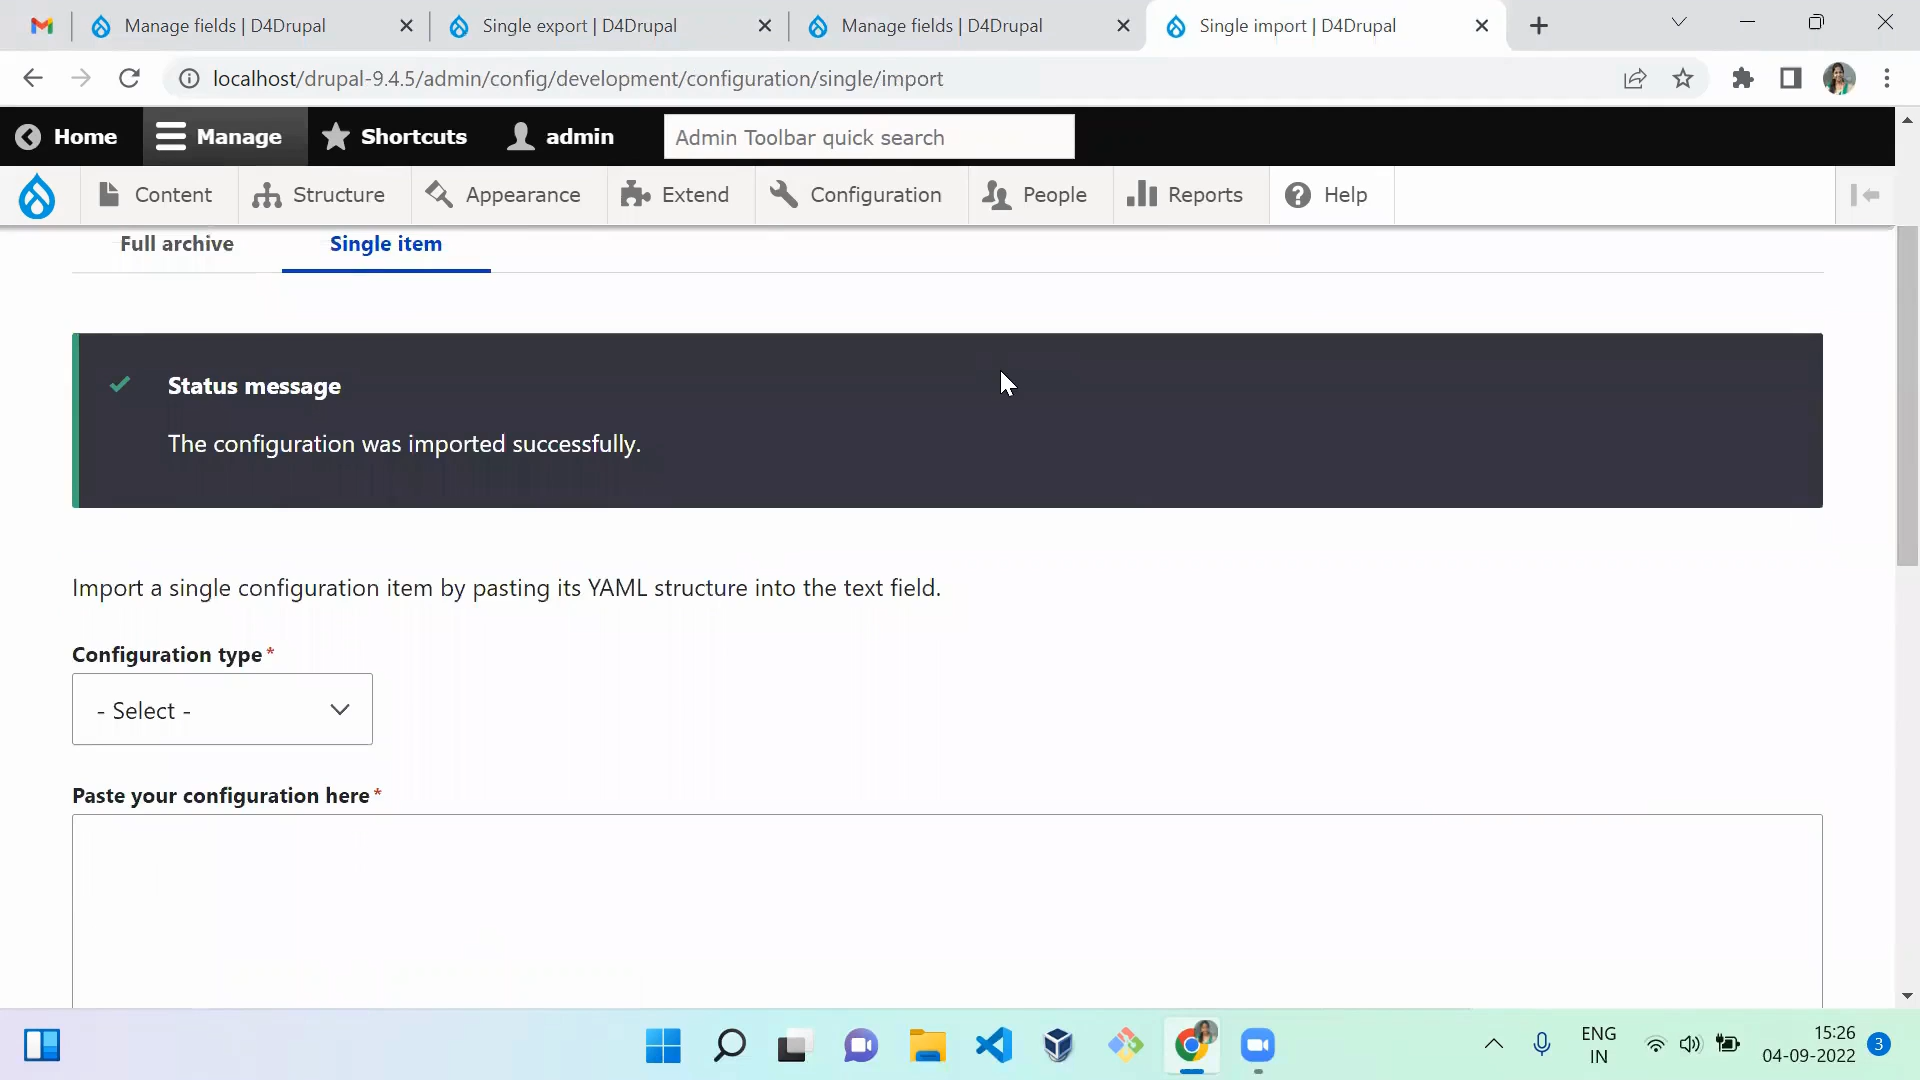 Manage fields | D4Drupal
Single export | D4Drupal
Manage fields | D4Drupal
Single import | D4Drupal
localhost/drupal-9.4.5/admin/config/development/configuration/single/import
Home
Manage
Shortcuts
admin
Admin Toolbar quick search
Content
Structure
Appearance
Extend
Configuration
People
Reports
Help
Full archive
Single item
Status message
The configuration was imported successfully.
Import a single configuration item by pasting its YAML structure into the text field.
Configuration type*
- Select -
Paste your configuration here*
ENG
IN
15:26
04-09-2022
3